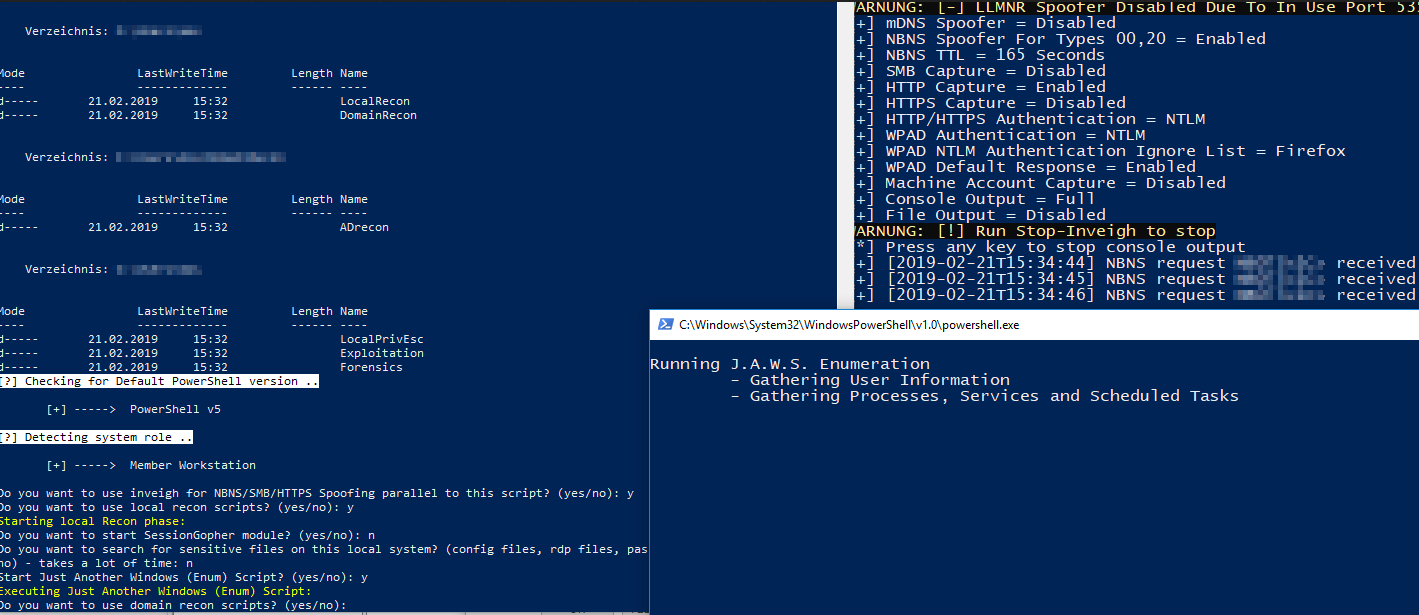 Verzeichnis:
Mode LastWriteTime Length Name
---- ------------- ------ ----
d----- 21.02.2019 15:32 LocalRecon
d----- 21.02.2019 15:32 DomainRecon
Verzeichnis:
Mode LastWriteTime Length Name
---- ------------- ------ ----
d----- 21.02.2019 15:32 ADrecon
Verzeichnis:
Mode LastWriteTime Length Name
---- ------------- ------ ----
d----- 21.02.2019 15:32 LocalPrivEsc
d----- 21.02.2019 15:32 Exploitation
d----- 21.02.2019 15:32 Forensics
[?] Checking for Default PowerShell version ..
[+] -----> PowerShell v5
[?] Detecting system role ..
[+] -----> Member Workstation
Do you want to use inveigh for NBNS/SMB/HTTPS Spoofing parallel to this script? (yes/no): y
Do you want to use local recon scripts? (yes/no): y
Starting local Recon phase:
Do you want to start SessionGopher module? (yes/no): n
Do you want to search for sensitive files on this local system? (config files, rdp files, pas
no) - takes a lot of time: n
Start Just Another Windows (Enum) Script? (yes/no): y
Executing Just Another Windows (Enum) Script:
Do you want to use domain recon scripts? (yes/no):
ARNUNG: [-] LLMNR Spoofer Disabled Due To In Use Port 535
+] mDNS Spoofer = Disabled
+] NBNS Spoofer For Types 00,20 = Enabled
+] NBNS TTL = 165 Seconds
+] SMB Capture = Disabled
+] HTTP Capture = Enabled
+] HTTPS Capture = Disabled
+] HTTP/HTTPS Authentication = NTLM
+] WPAD Authentication = NTLM
+] WPAD NTLM Authentication Ignore List = Firefox
+] WPAD Default Response = Enabled
+] Machine Account Capture = Disabled
+] Console Output = Full
+] File Output = Disabled
ARNUNG: [!] Run Stop-Inveigh to stop
*] Press any key to stop console output
+] [2019-02-21T15:34:44] NBNS request received
+] [2019-02-21T15:34:45] NBNS request received
+] [2019-02-21T15:34:46] NBNS request received
C:\Windows\System32\WindowsPowerShell\v1.0\powershell.exe
Running J.A.W.S. Enumeration
- Gathering User Information
- Gathering Processes, Services and Scheduled Tasks